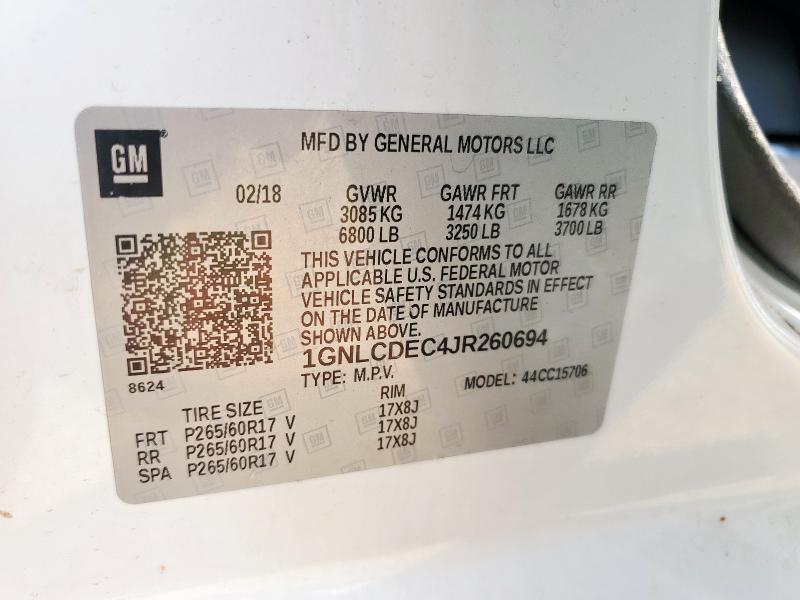 GM
MFD BY GENERAL MOTORS LLC
02/18 GVWR GAWR FRT GAWR RR
3085 KG 1474 KG 1678 KG
6800 LB 3250 LB 3700 LB
THIS VEHICLE CONFORMS TO ALL
APPLICABLE U.S. FEDERAL MOTOR
VEHICLE SAFETY STANDARDS IN EFFECT
ON THE DATE OF MANUFACTURE
SHOWN ABOVE.
1GNLCDEC4JR260694
8624
TYPE: M.P.V. MODEL: 44CC15706
TIRE SIZE RIM
FRT P265/60R17 V 17X8J
RR P265/60R17 V 17X8J
SPA P265/60R17 V 17X8J